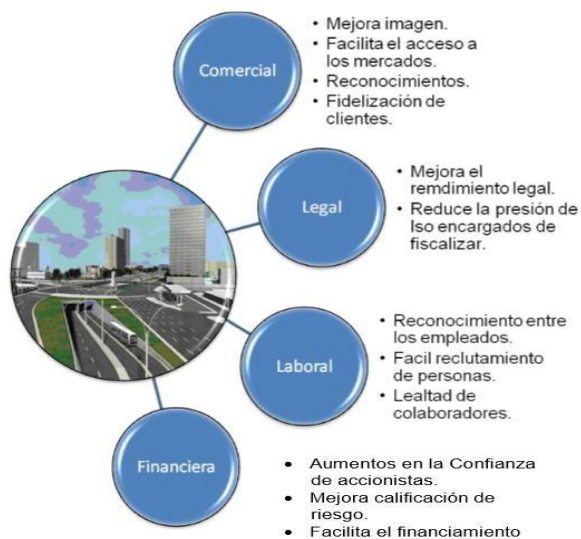 Comercial
• Mejora imagen.
• Facilita el acceso a
los mercados.
• Reconocimientos.
• Fidelización de
clientes.
Legal
• Mejora el
remdimiento legal.
• Reduce la presión de
lso encargados de
fiscalizar.
Laboral
• Reconocimiento entre
los empleados.
• Facil reclutamiento
de personas.
• Lealtad de
colaboradores.
Financiera
• Aumentos en la Confianza
de accionistas.
• Mejora calificación de
riesgo.
• Facilita el financiamiento